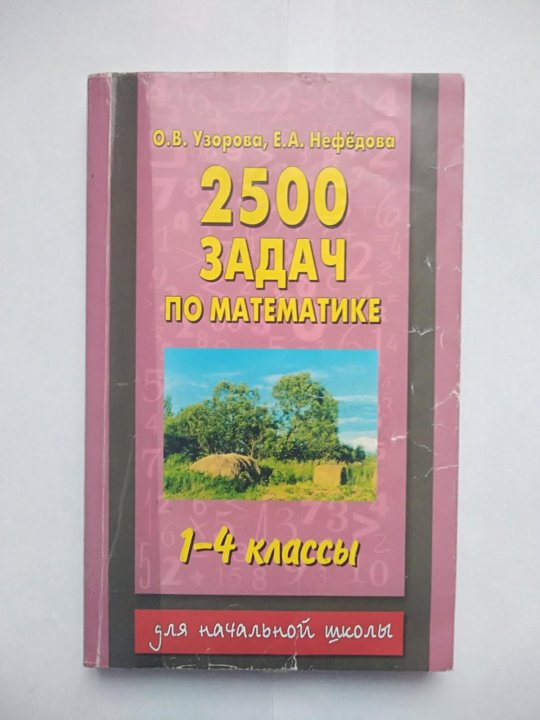 О.В. Узорова, Е.А. Нефёдова
2500
ЗАДАЧ
ПО МАТЕМАТИКЕ
1–4 классы
для начальной школы